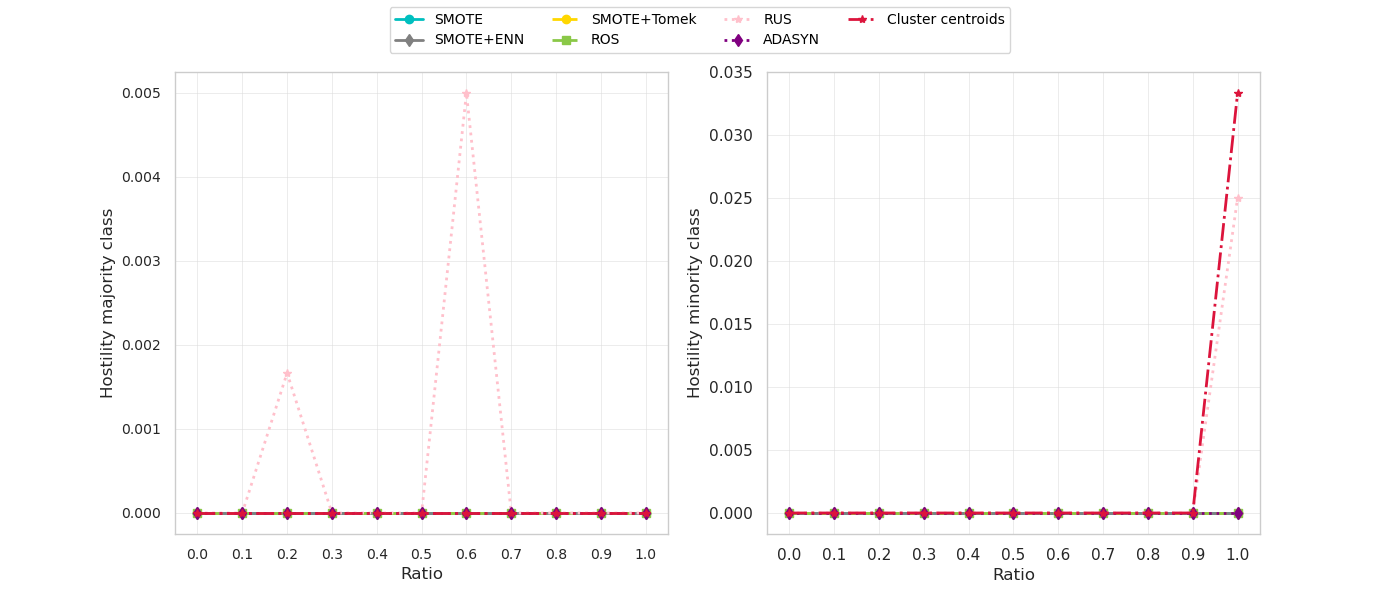 SMOTE SMOTE+Tomek RUS Cluster centroids
SMOTE+ENN ROS ADASYN
Hostility majority class
0.005
0.004
0.003
0.002
0.001
0.000
0.0 0.1 0.2 0.3 0.4 0.5 0.6 0.7 0.8 0.9 1.0
Ratio
Hostility minority class
0.035
0.030
0.025
0.020
0.015
0.010
0.005
0.000
0.0 0.1 0.2 0.3 0.4 0.5 0.6 0.7 0.8 0.9 1.0
Ratio